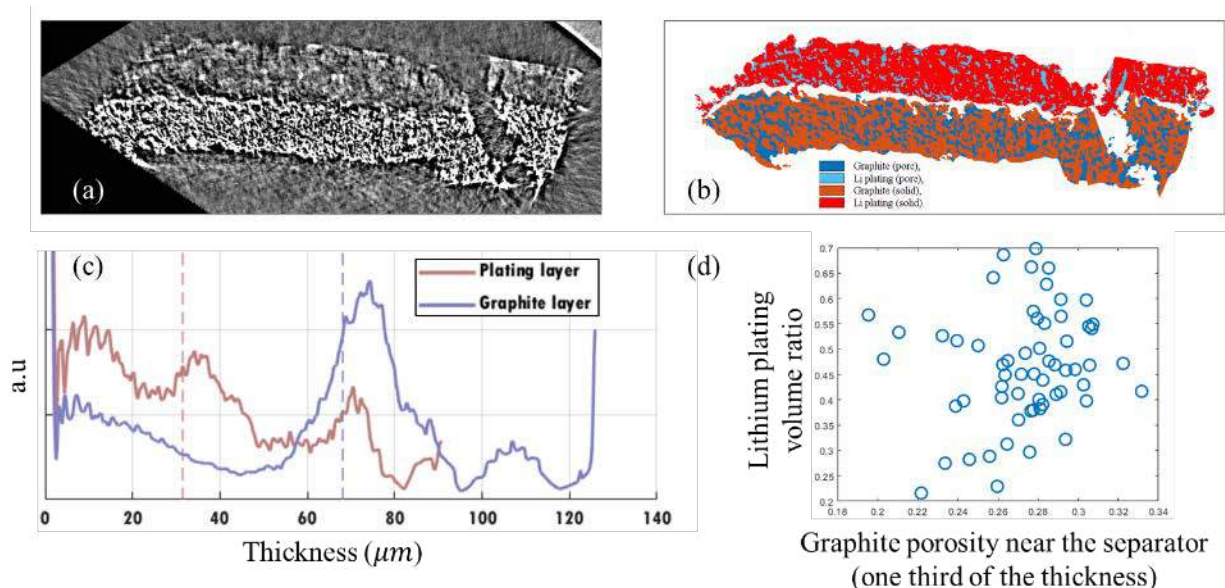 (a)
(b)
Graphite (pore),
Li plating (pore),
Graphite (solid),
Li plating (solid)
(c)
Plating layer
Graphite layer
a.u
0 20 40 60 80 100 120 140
Thickness (μm)
(d)
0.7
0.65
0.6
0.55
0.5
0.45
0.4
0.35
0.3
0.25
0.2
0.18 0.2 0.22 0.24 0.26 0.28 0.3 0.32 0.34
Lithium plating
volume ratio
Graphite porosity near the separator
(one third of the thickness)